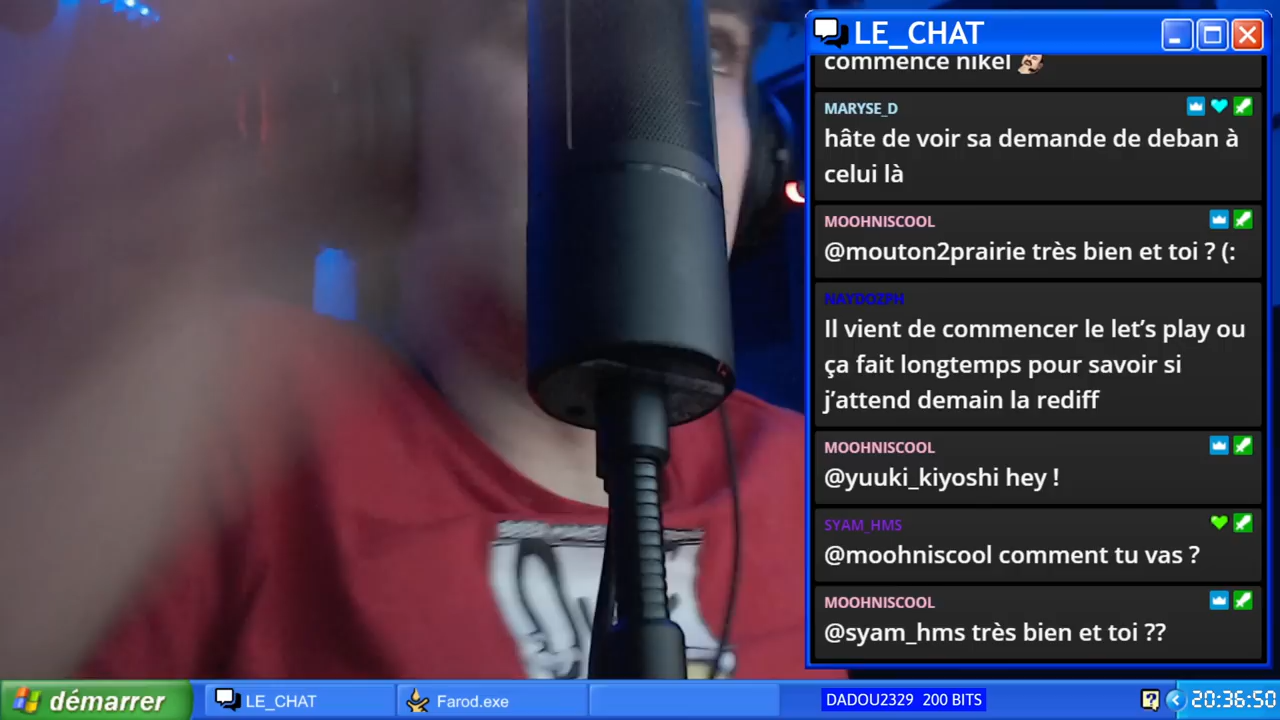 LE_CHAT
commence nikel
MARYSE_D
hâte de voir sa demande de deban à
celui là
MOOHNISCOOL
@mouton2prairie très bien et toi ? (:
NAYDOZPH
Il vient de commencer le let’s play ou
ça fait longtemps pour savoir si
j’attend demain la rediff
MOOHNISCOOL
@yuuki_kiyoshi hey !
SYAM_HMS
@moohniscool comment tu vas ?
MOOHNISCOOL
@syam_hms très bien et toi ??
démarrer
LE_CHAT
Farod.exe
DADOU2329 200 BITS
20:36:50